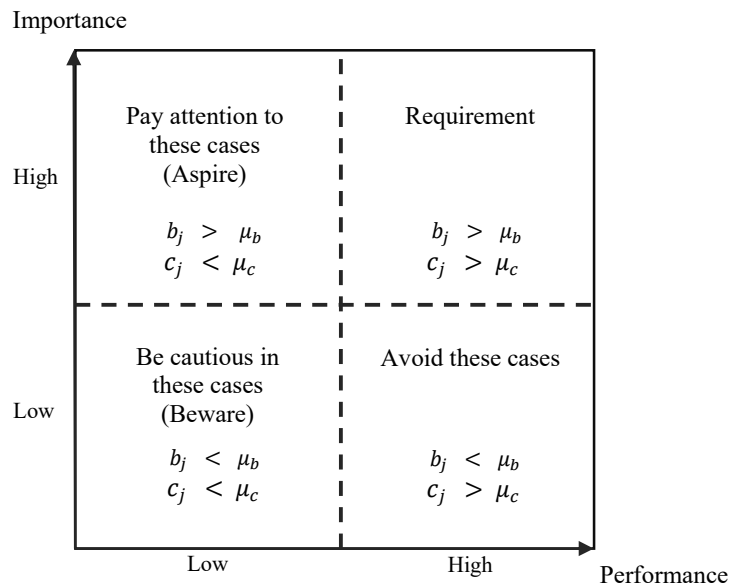 Importance
Pay attention to
these cases
(Aspire)
High
b_j > μ_b
c_j < μ_c
Requirement
b_j > μ_b
c_j > μ_c
Be cautious in
these cases
(Beware)
Low
b_j < μ_b
c_j < μ_c
Avoid these cases
b_j < μ_b
c_j > μ_c
Low
High
Performance